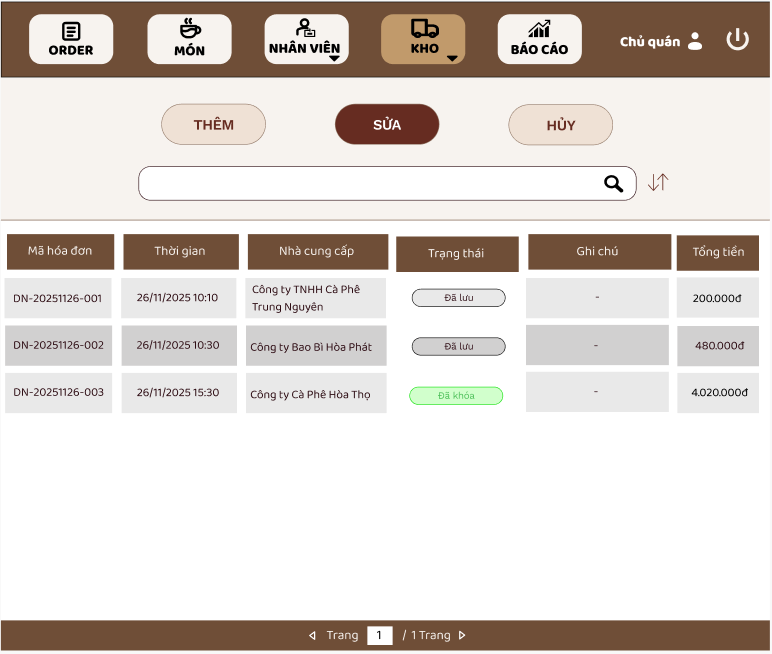 ORDER
MÓN
NHÂN VIÊN
KHO
BÁO CÁO
Chủ quán
THÊM
SỬA
HỦY
Mã hóa đơn
Thời gian
Nhà cung cấp
Trạng thái
Ghi chú
Tổng tiền
DN-20251126-001
26/11/2025 10:10
Công ty TNHH Cà Phê
Trung Nguyên
Đã lưu
-
200.000đ
DN-20251126-002
26/11/2025 10:30
Công ty Bao Bì Hòa Phát
Đã lưu
-
480.000đ
DN-20251126-003
26/11/2025 15:30
Công ty Cà Phê Hòa Thọ
Đã khóa
-
4.020.000đ
Trang 1 / 1 Trang